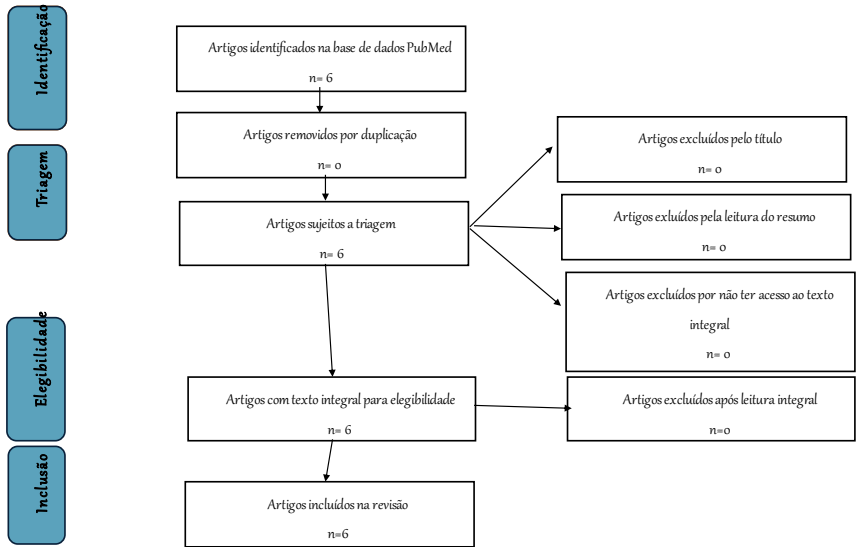 Identificação
Artigos identificados na base de dados PubMed
n= 6
Artigos removidos por duplicação
n= 0
Triagem
Artigos sujeitos a triagem
n= 6
Artigos excluídos pelo título
n= 0
Artigos exluídos pela leitura do resumo
n= 0
Artigos excluídos por não ter acesso ao texto
integral
n= 0
Elegibilidade
Artigos com texto integral para elegibilidade
n= 6
Artigos excluídos após leitura integral
n=0
Inclusão
Artigos incluídos na revisão
n=6